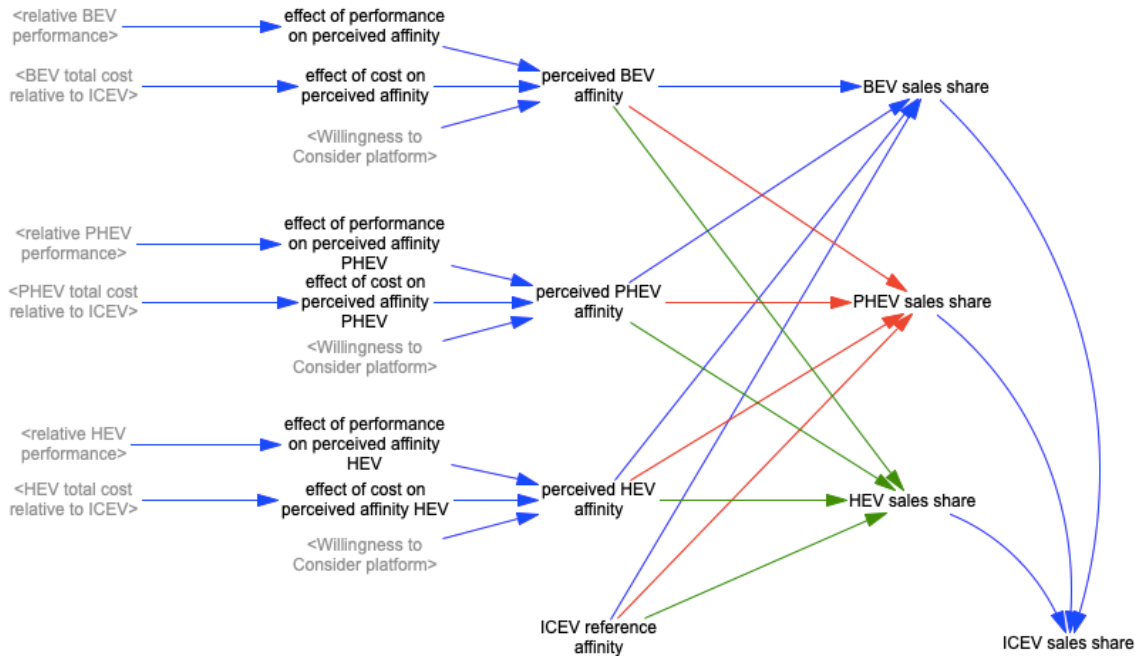 <relative BEV
performance>
effect of performance
on perceived affinity
<BEV total cost
relative to ICEV>
effect of cost on
perceived affinity
<Willingness to
Consider platform>
perceived BEV
affinity
BEV sales share
<relative PHEV
performance>
effect of performance
on perceived affinity
PHEV
<PHEV total cost
relative to ICEV>
effect of cost on
perceived affinity
PHEV
<Willingness to
Consider platform>
perceived PHEV
affinity
PHEV sales share
<relative HEV
performance>
effect of performance
on perceived affinity
HEV
<HEV total cost
relative to ICEV>
effect of cost on
perceived affinity HEV
<Willingness to
Consider platform>
perceived HEV
affinity
HEV sales share
ICEV reference
affinity
ICEV sales share